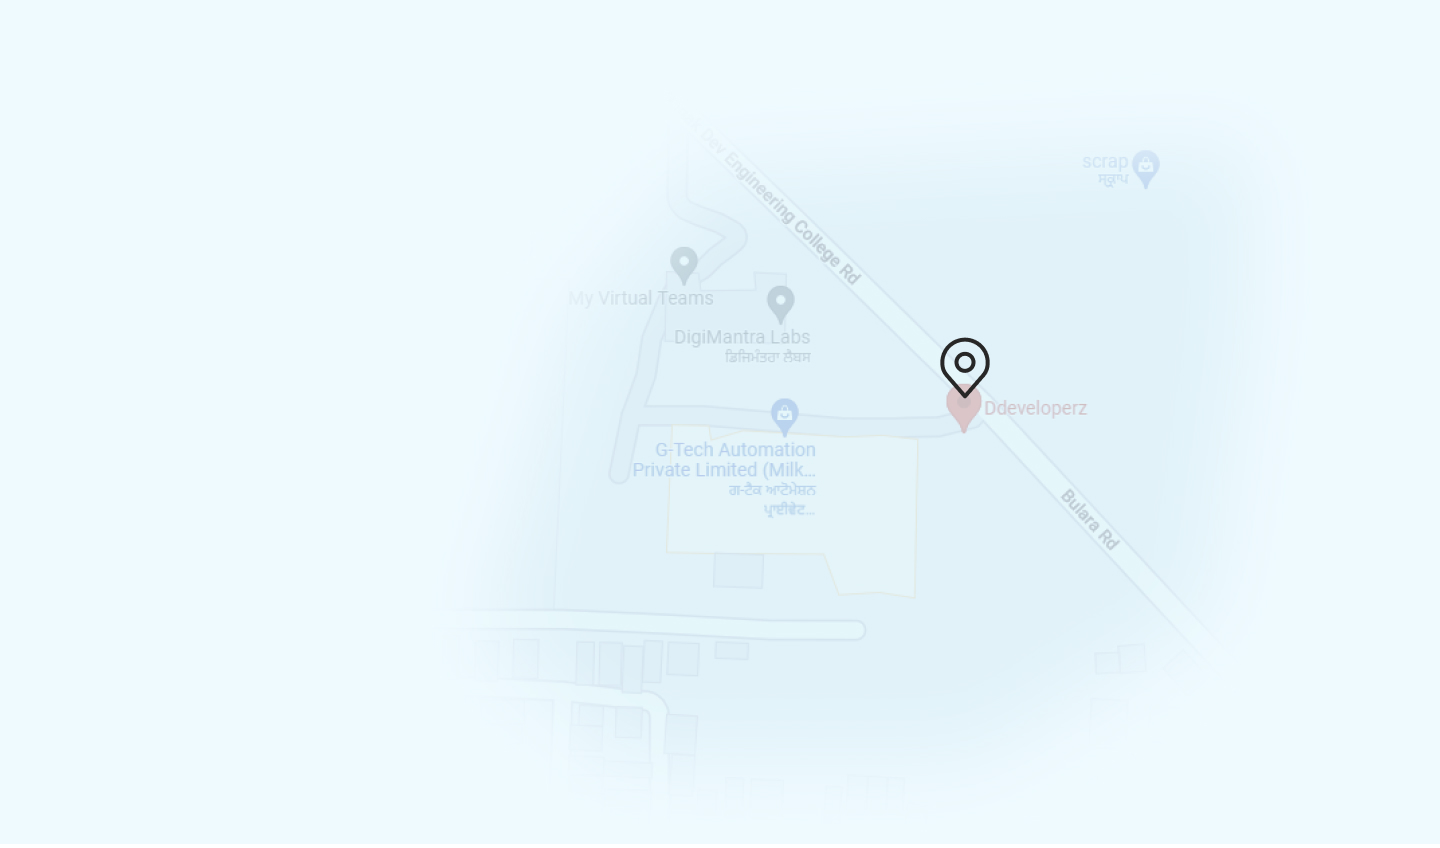 Dev Engineering College Rd
scrap
ਸਕ੍ਰਾਪ
My Virtual Teams
DigiMantra Labs
ਡਿਜਿਮੰਤਰਾ ਲੈਬਸ
Ddeveloperz
G-Tech Automation
Private Limited (Milk...
ਗ-ਟੈਕ ਆਟੋਮੇਸ਼ਨ
ਪ੍ਰਾਈਵੇਟ...
Bulara Rd